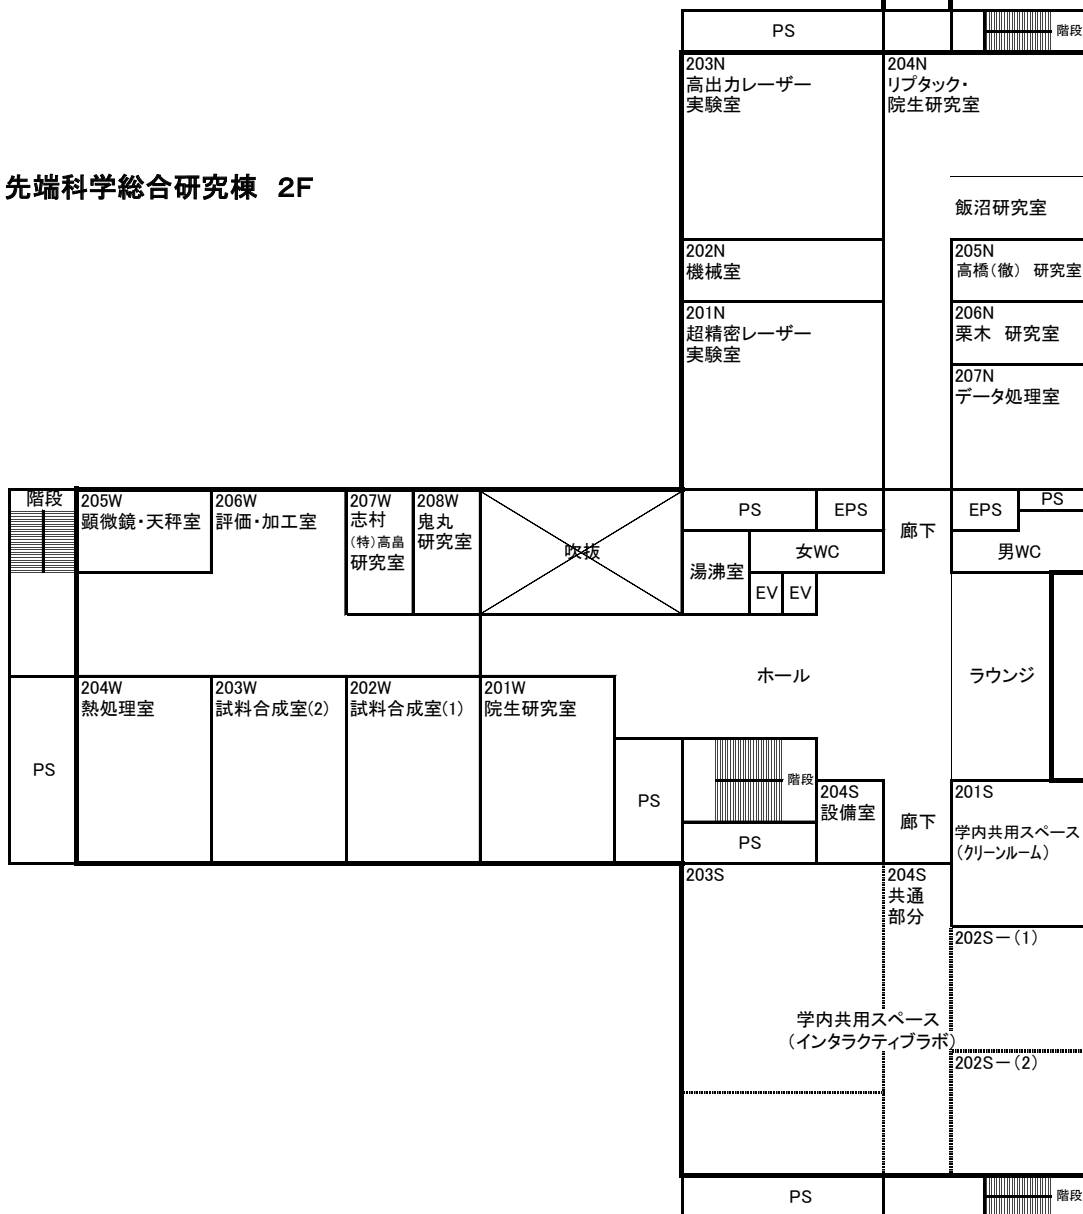 PS
階段
203N
高出力レーザー
実験室
204N
リプタック・
院生研究室
先端科学総合研究棟 2F
飯沼研究室
202N
機械室
205N
高橋(徹) 研究室
201N
超精密レーザー
実験室
206N
栗木 研究室
207N
データ処理室
階段
205W
顕微鏡・天秤室
206W
評価・加工室
207W
志村
(特)高畠
研究室
208W
鬼丸
研究室
吹抜
PS
EPS
廊下
EPS
PS
湯沸室
女WC
男WC
EV
EV
ホール
ラウンジ
PS
204W
熱処理室
203W
試料合成室(2)
202W
試料合成室(1)
201W
院生研究室
PS
階段
PS
204S
設備室
廊下
201S
学内共用スペース
(クリーンルーム)
203S
204S
共通
部分
202S－(1)
学内共用スペース
(インタラクティブラボ)
202S－(2)
PS
階段